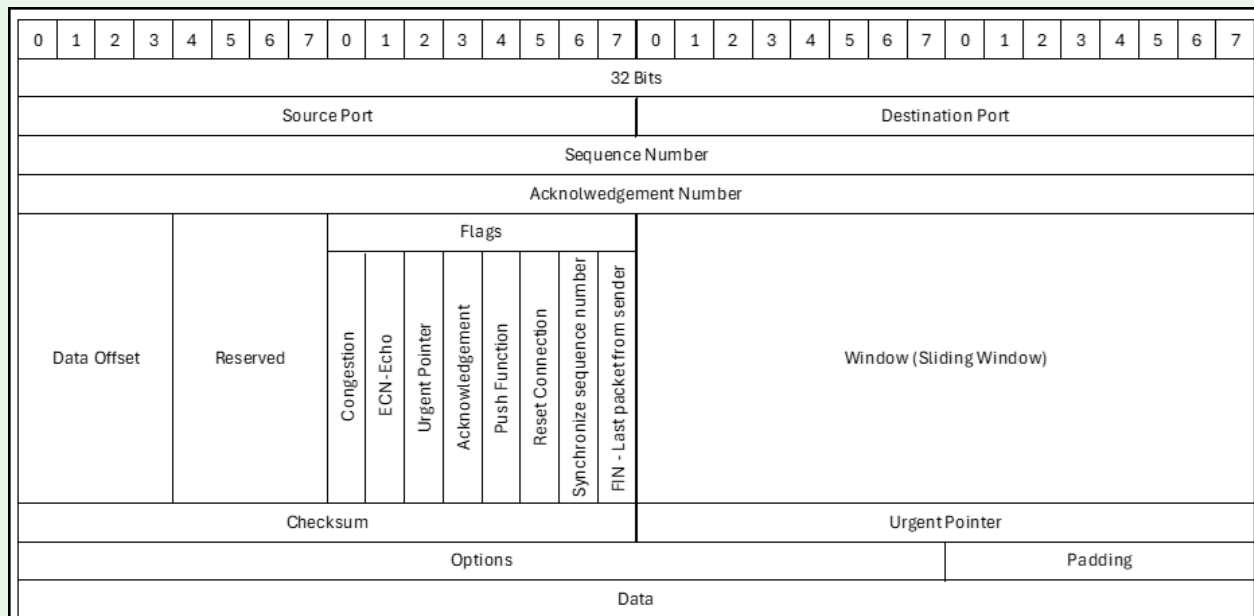 0 1 2 3 4 5 6 7 0 1 2 3 4 5 6 7 0 1 2 3 4 5 6 7 0 1 2 3 4 5 6 7
32 Bits
Source Port Destination Port
Sequence Number
Acknolwedgement Number
Flags
Data Offset
Reserved
Congestion
ECN-Echo
Urgent Pointer
Acknowledgement
Push Function
Reset Connection
Synchronize sequence number
FIN - Last packet from sender
Window (Sliding Window)
Checksum Urgent Pointer
Options Padding
Data